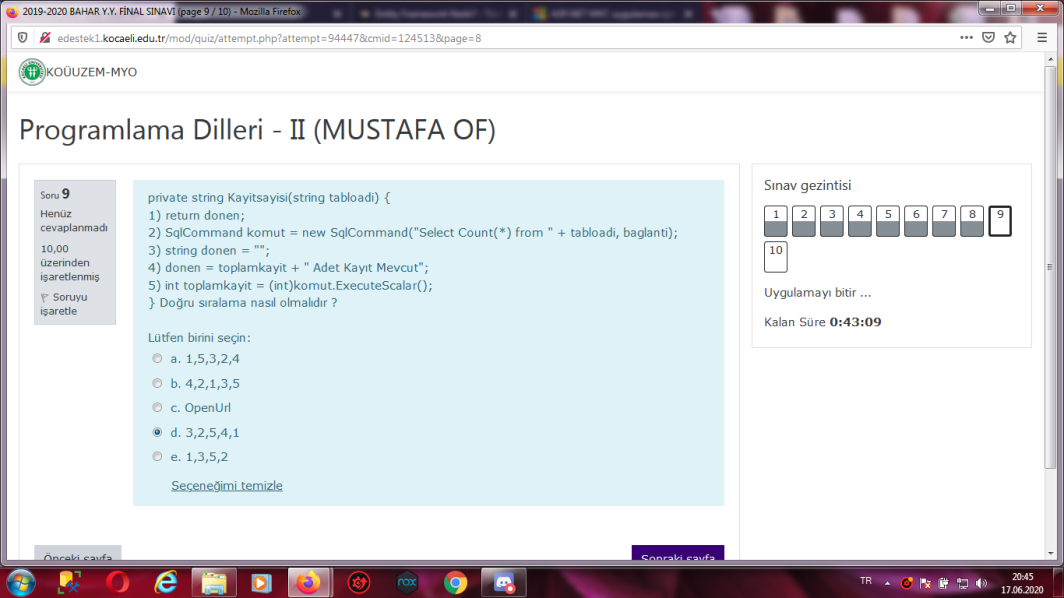 2019-2020 BAHAR Y.Y. FİNAL SINAVI (page 9 / 10) - Mozilla Firefox
edestek1.kocaeli.edu.tr/mod/quiz/attempt.php?attempt=94447&cmid=124513&page=8
KOÜUZEM-MYO
Programlama Dilleri - II (MUSTAFA OF)
Soru 9
Henüz
cevaplanmadı
10,00
üzerinden
işaretlenmiş
Soruyu
işaretle
private string Kayitsayisi(string tabloadi) {
1) return donen;
2) SqlCommand komut = new SqlCommand("Select Count(*) from " + tabloadi, baglanti);
3) string donen = "";
4) donen = toplamkayit + " Adet Kayıt Mevcut";
5) int toplamkayit = (int)komut.ExecuteScalar();
} Doğru sıralama nasıl olmalıdır ?
Lütfen birini seçin:
a. 1,5,3,2,4
b. 4,2,1,3,5
c. OpenUrl
d. 3,2,5,4,1
e. 1,3,5,2
Seçeneğimi temizle
Önceki sayfa
Sonraki sayfa
Sınav gezintisi
1 2 3 4 5 6 7 8 9
10
Uygulamayı bitir ...
Kalan Süre 0:43:09
nox
TR
20:45
17.06.2020